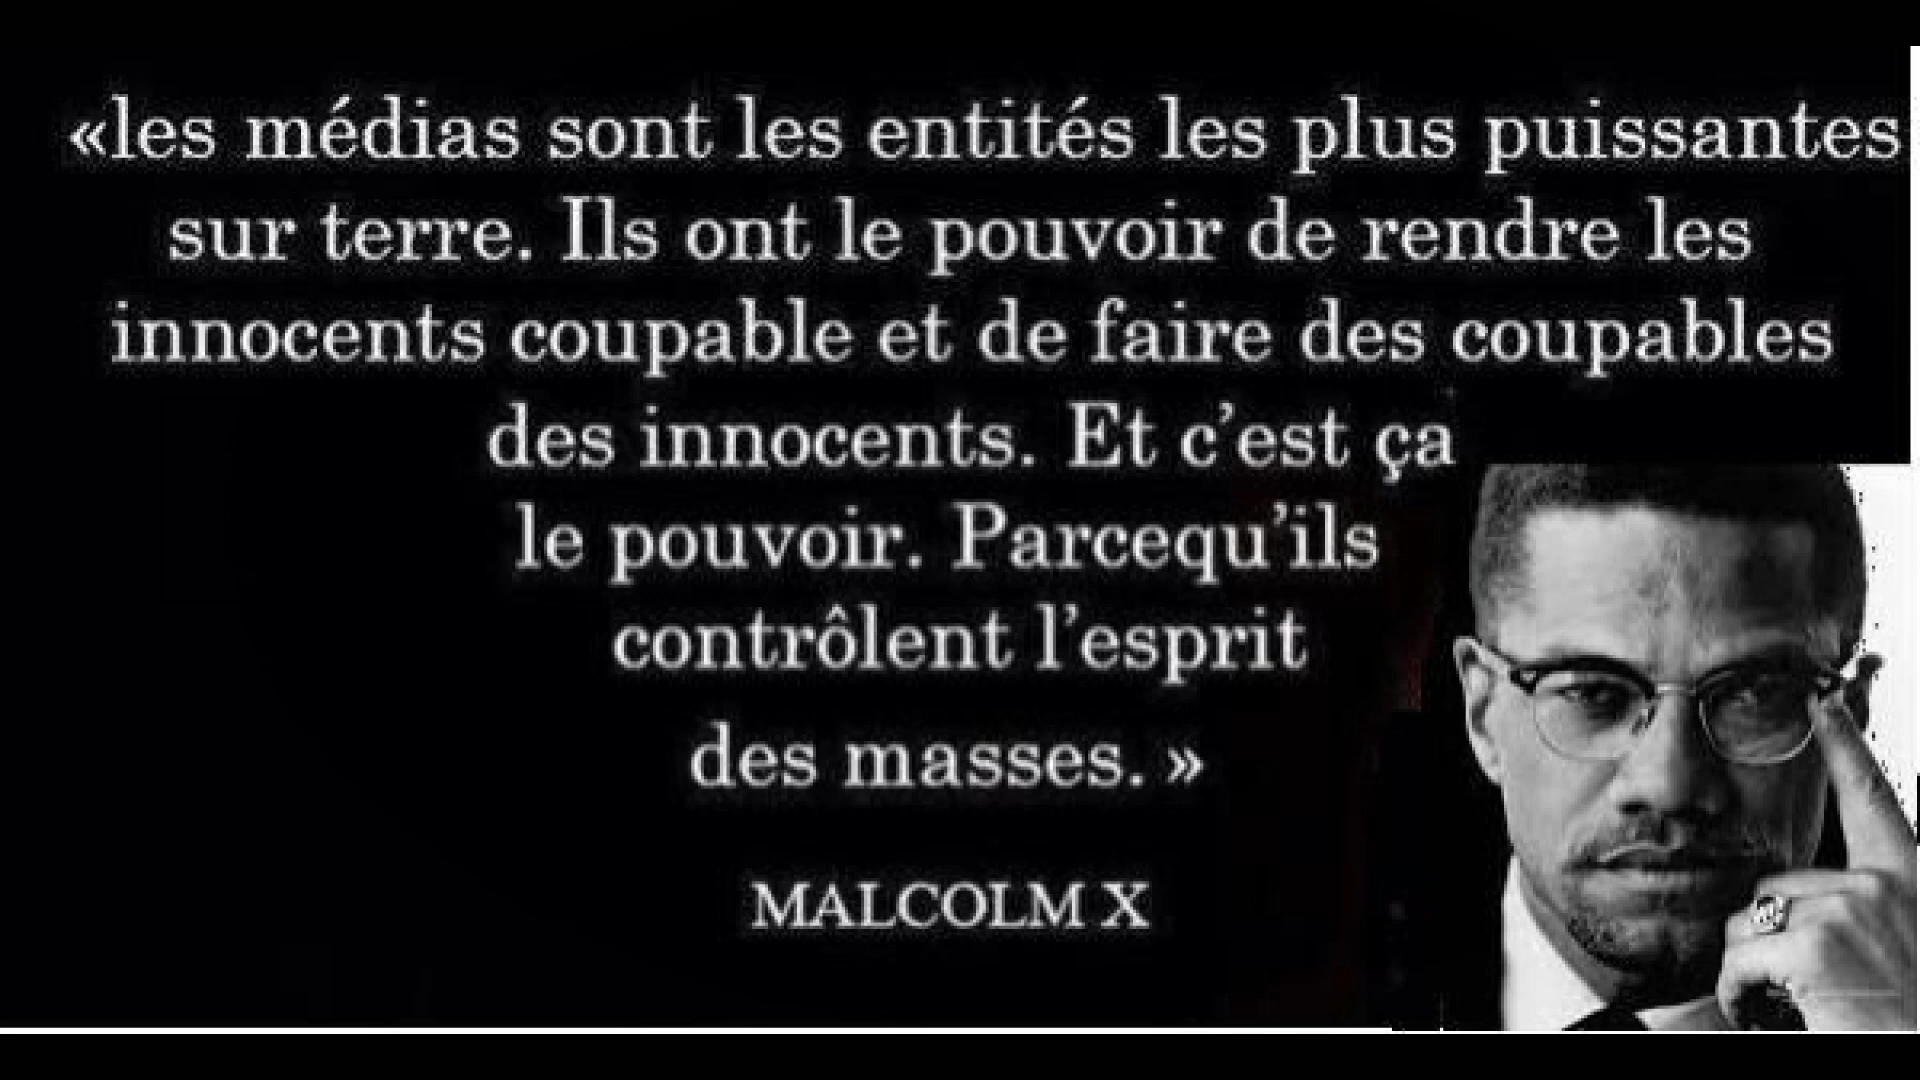 «les médias sont les entités les plus puissantes
sur terre. Ils ont le pouvoir de rendre les
innocents coupable et de faire des coupables
des innocents. Et c’est ça
le pouvoir. Parcequ’ils
contrôlent l’esprit
des masses. »
MALCOLM X